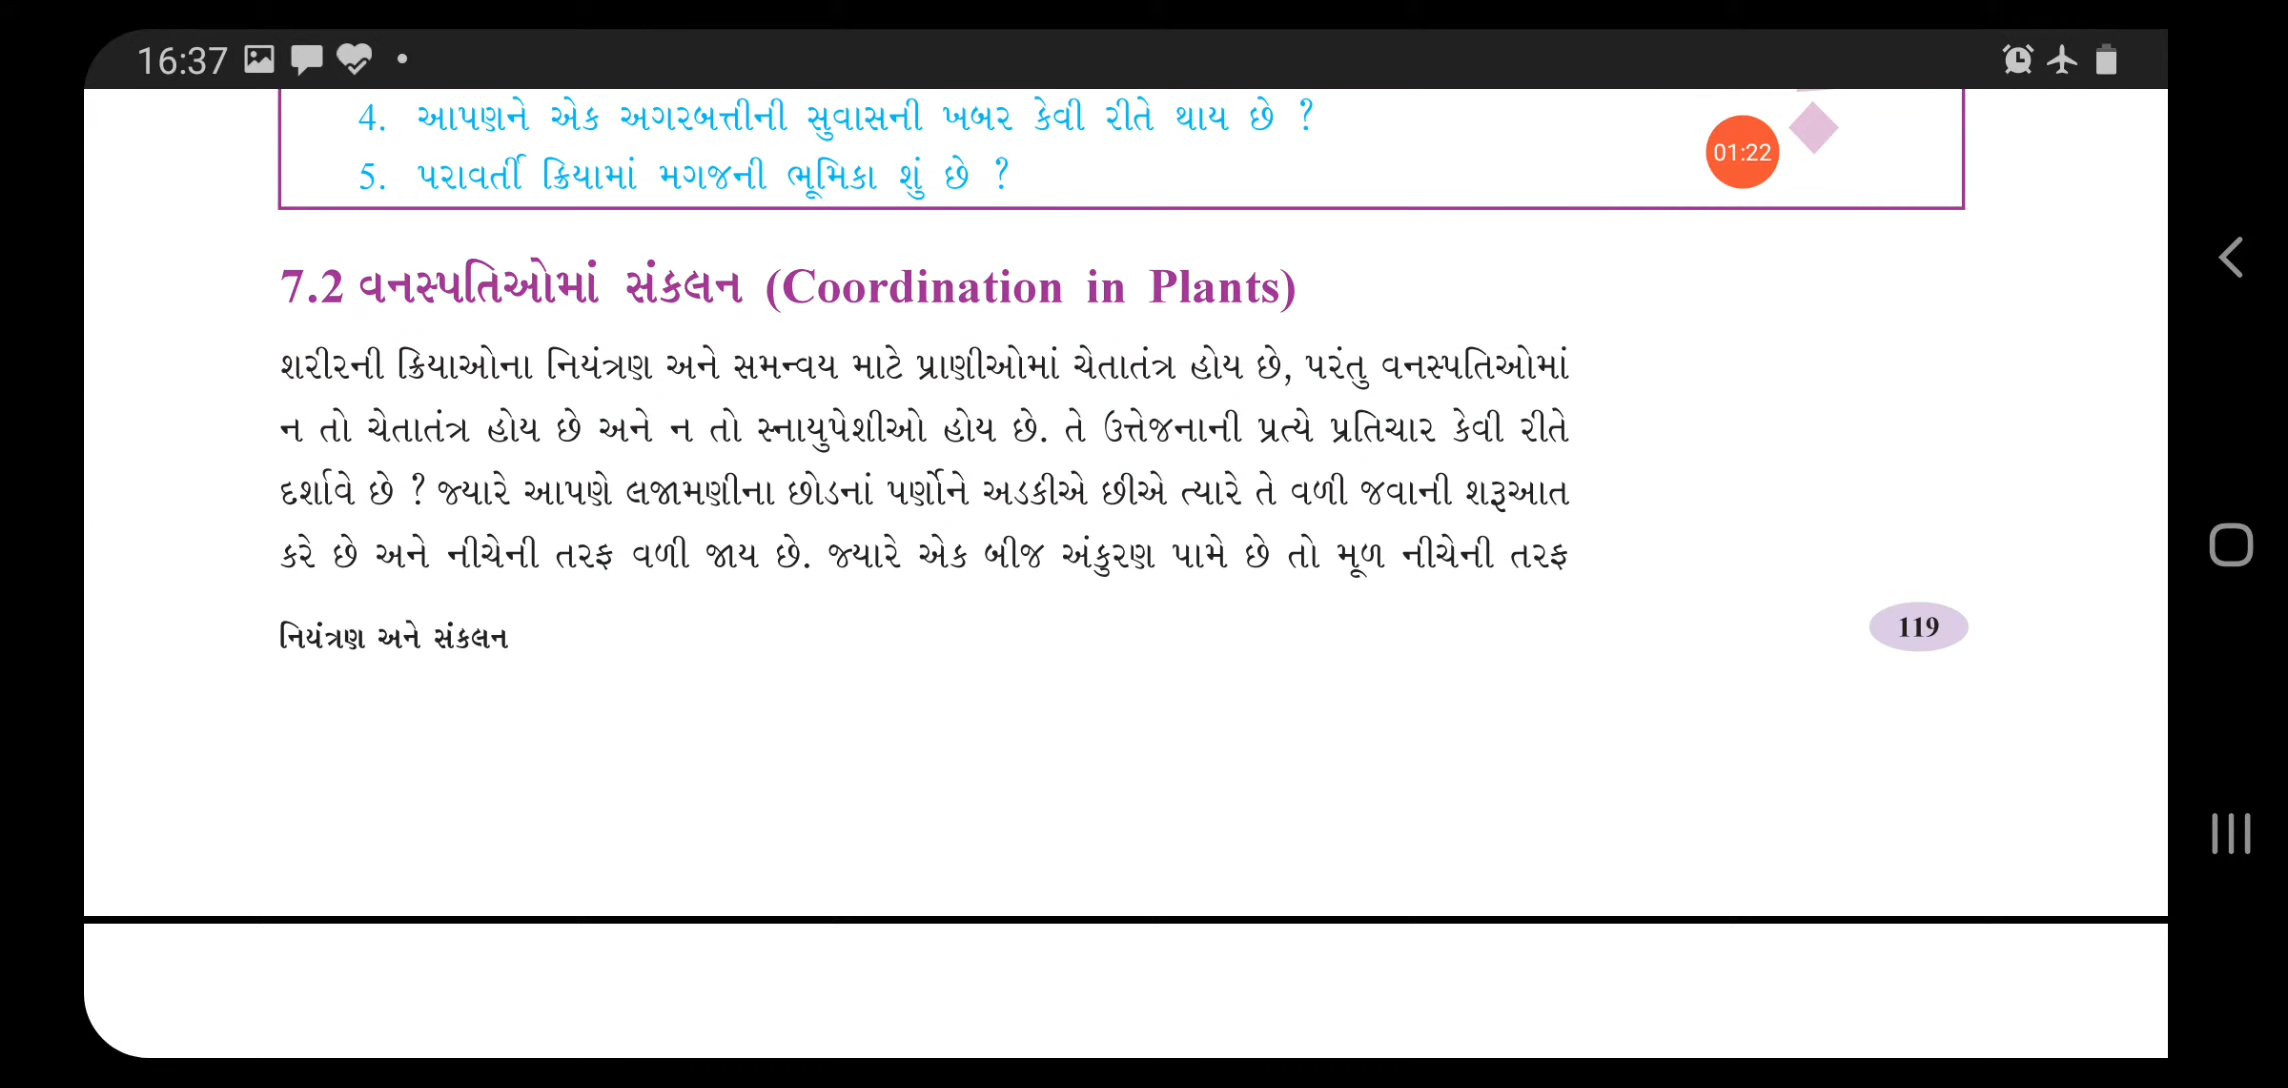 16:37
4. આપણને એક અગરબત્તીની સુવાસની ખબર કેવી રીતે થાય છે ?
01:22
5. પરાવર્તી ક્રિયામાં મગજની ભૂમિકા શું છે ?
7.2 વનસ્પતિઓમાં સંકલન (Coordination in Plants)
શરીરની ક્રિયાઓના નિયંત્રણ અને સમન્વય માટે પ્રાણીઓમાં ચેતાતંત્ર હોય છે, પરંતુ વનસ્પતિઓમાં
ન તો ચેતાતંત્ર હોય છે અને ન તો સ્નાયુપેશીઓ હોય છે. તે ઉત્તેજનાની પ્રત્યે પ્રતિચાર કેવી રીતે
દર્શાવે છે ? જ્યારે આપણે લજામણીના છોડનાં પર્ણોને અડકીએ છીએ ત્યારે તે વળી જવાની શરૂઆત
કરે છે અને નીચેની તરફ વળી જાય છે. જ્યારે એક બીજ અંકુરણ પામે છે તો મૂળ નીચેની તરફ
નિયંત્રણ અને સંકલન
119